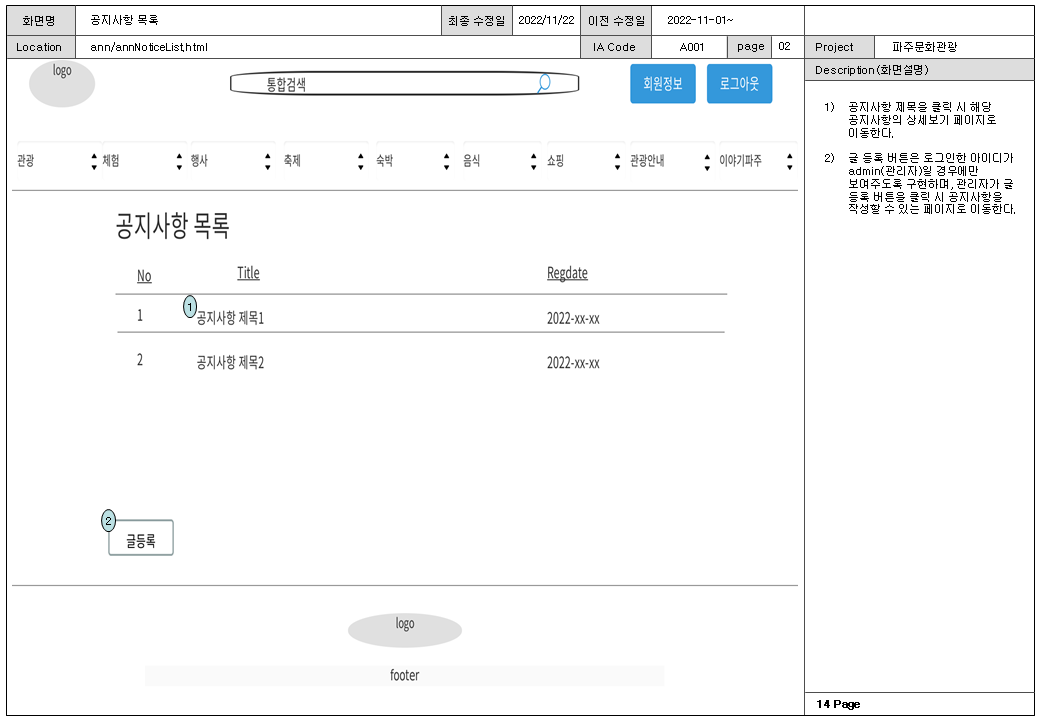 화면명 공지사항 목록 최종 수정일 2022/11/22 이전 수정일 2022-11-01~
Location ann/annNoticeList.html IA Code A001 page 02 Project 파주문화관광
Description(화면설명)
logo 통합검색 회원정보 로그아웃
관광 체험 행사 축제 숙박 음식 쇼핑 관광안내 이야기파주
공지사항 목록
No Title Regdate
1 1 공지사항 제목1 2022-xx-xx
2 공지사항 제목2 2022-xx-xx
2 글등록
logo
footer
1) 공지사항 제목을 클릭 시 해당
공지사항의 상세보기 페이지로
이동한다.
2) 글 등록 버튼은 로그인한 아이디가
admin(관리자)일 경우에만
보여주도록 구현하며, 관리자가 글
등록 버튼을 클릭 시 공지사항을
작성할 수 있는 페이지로 이동한다.
14 Page